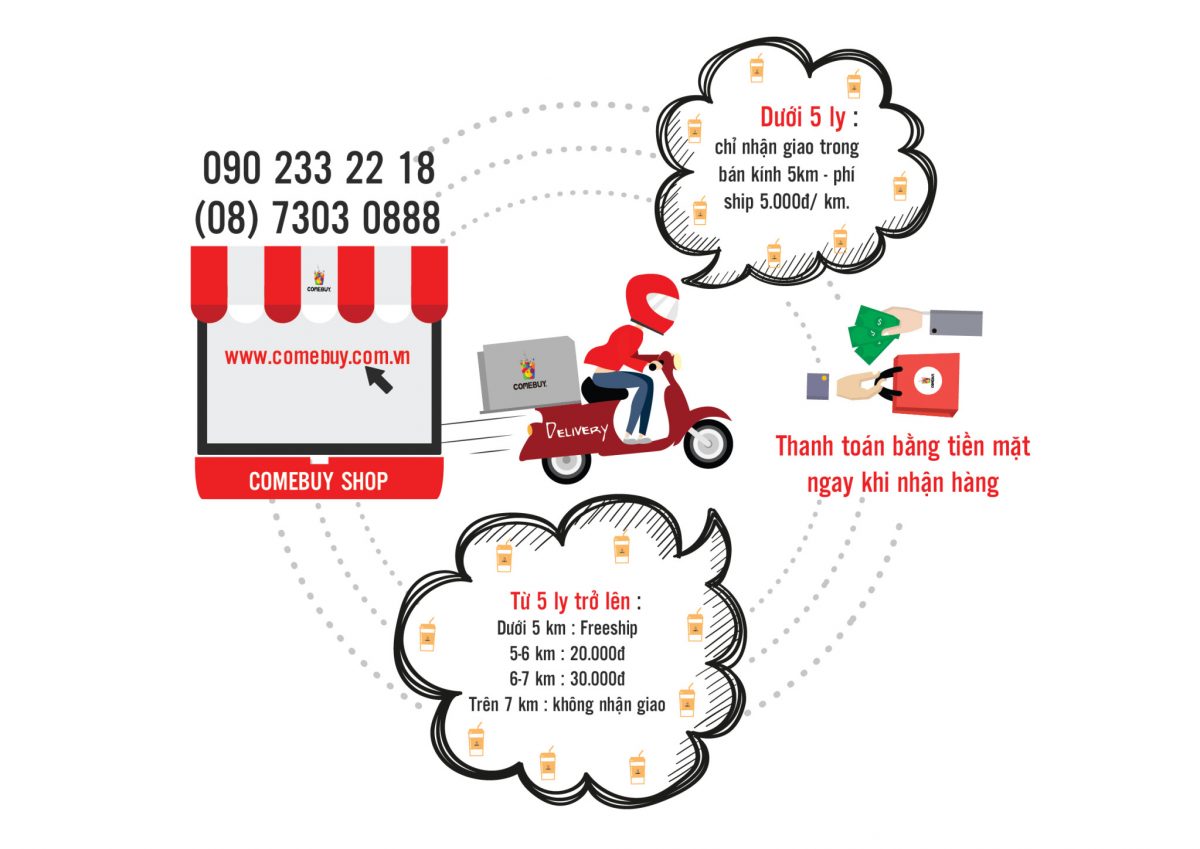 090 233 22 18
(08) 7303 0888
COMEBUY.
www.comebuy.com.vn
COMEBUY SHOP
Dưới 5 ly :
chỉ nhận giao trong
bán kính 5km - phí
ship 5.000đ/ km.
COMEBUY.
DELIVERY
COMEBUY
Thanh toán bằng tiền mặt
ngay khi nhận hàng
Từ 5 ly trở lên :
Dưới 5 km : Freeship
5-6 km : 20.000đ
6-7 km : 30.000đ
Trên 7 km : không nhận giao